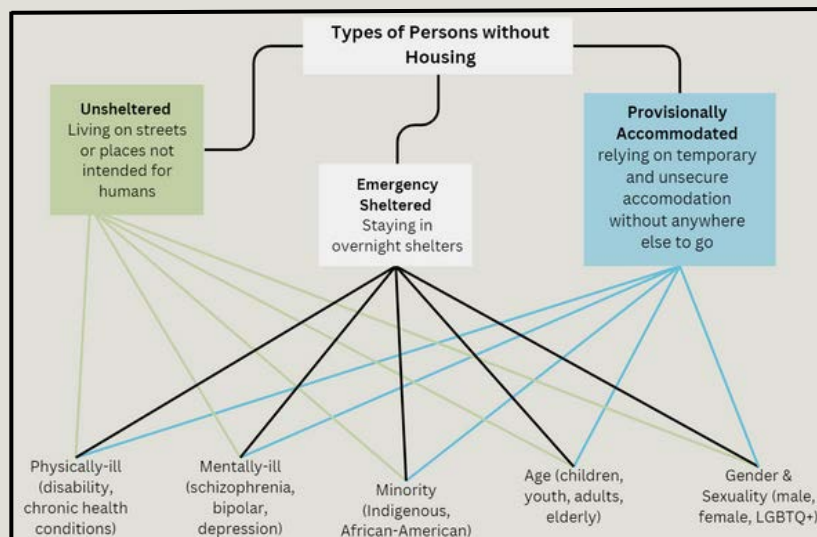 Types of Persons without
Housing
Unsheltered
Living on streets
or places not
intended for
humans
Emergency
Sheltered
Staying in
overnight shelters
Provisionally
Accommodated
relying on temporary
and unsecure
accomodation
without anywhere
else to go
Physically-ill
(disability,
chronic health
conditions)
Mentally-ill
(schizophrenia,
bipolar,
depression)
Minority
(Indigenous,
African-American)
Age (children,
youth, adults,
elderly)
Gender &
Sexuality (male,
female, LGBTQ+)